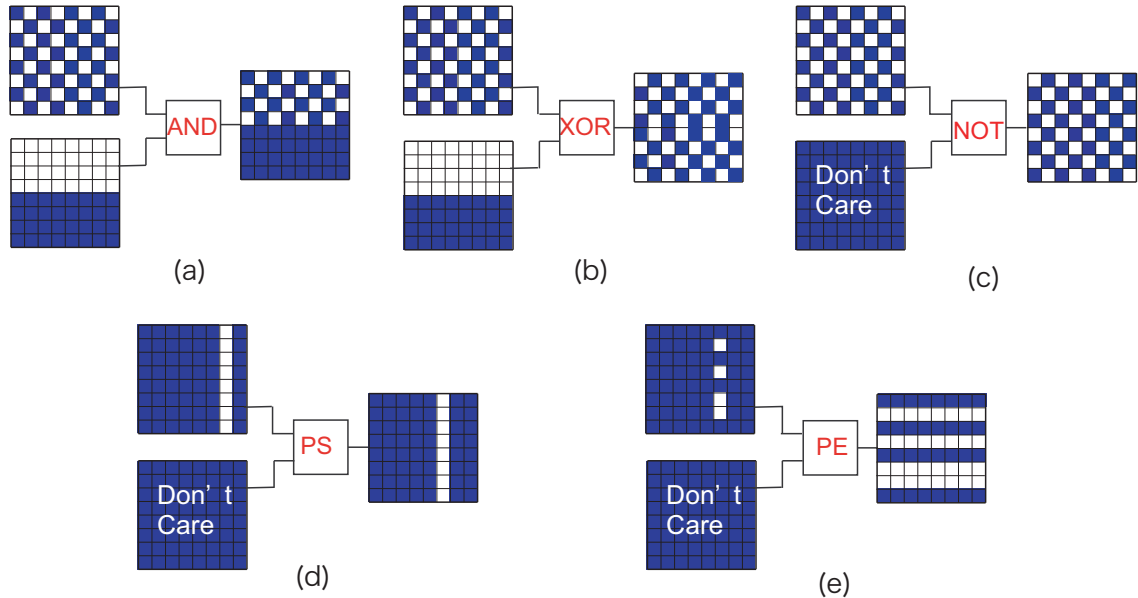 AND
(a)
XOR
(b)
NOT
Don’ t
Care
(c)
PS
Don’ t
Care
(d)
PE
Don’ t
Care
(e)